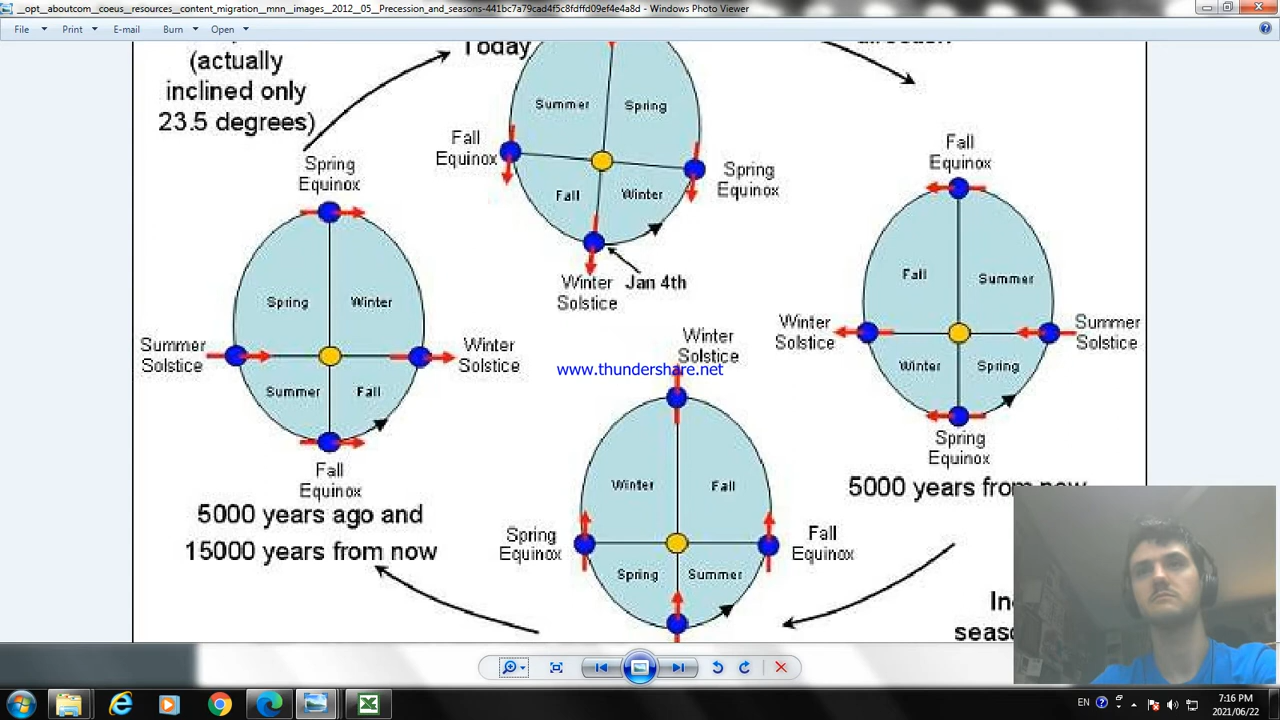 __opt__aboutcom__coeus__resources__content_migration__mnn__images__2012__05__Precession_and_seasons-441bc7a79cad4f5c8fdffd09ef4e4a8d - Windows Photo Viewer
File Print E-mail Burn Open
Today
direction
(actually
inclined only
23.5 degrees)
Summer Spring
Fall
Equinox
Spring
Equinox
Fall Winter
Winter
Solstice
Jan 4th
Spring
Equinox
Spring Winter
Summer
Solstice
Winter
Solstice
Summer Fall
Fall
Equinox
5000 years ago and
15000 years from now
Fall
Equinox
Fall Summer
Winter
Solstice
Summer
Solstice
Winter Spring
Spring
Equinox
5000 years from now
Winter
Solstice
www.thundershare.net
Winter Fall
Spring
Equinox
Fall
Equinox
Spring Summer
EN
7:16 PM
2021/06/22